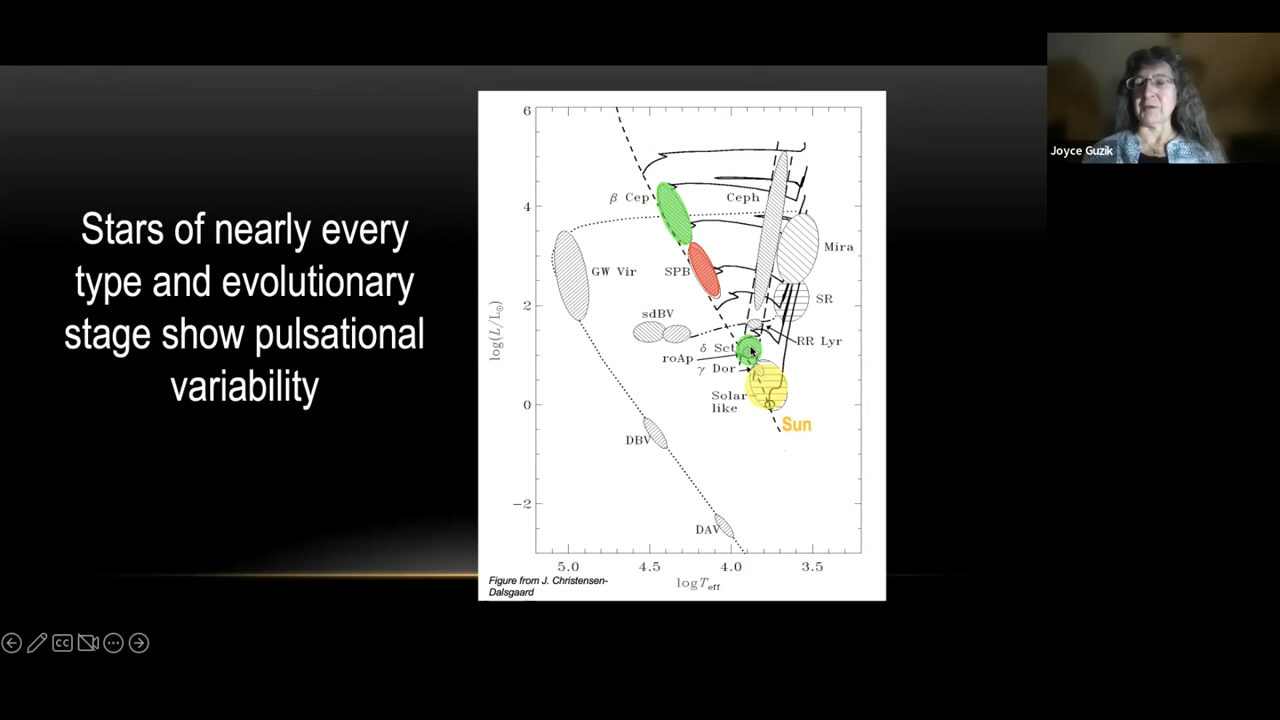 Joyce Guzik
Stars of nearly every
type and evolutionary
stage show pulsational
variability
6
4
2
0
−2
log(L/L⊙)
β Cep
Ceph
Mira
GW Vir
SPB
SR
sdBV
RR Lyr
δ Sct
roAp
γ Dor
Solar
like
Sun
DBV
DAV
5.0 4.5 4.0 3.5
log Teff
Figure from J. Christensen-
Dalsgaard
CC